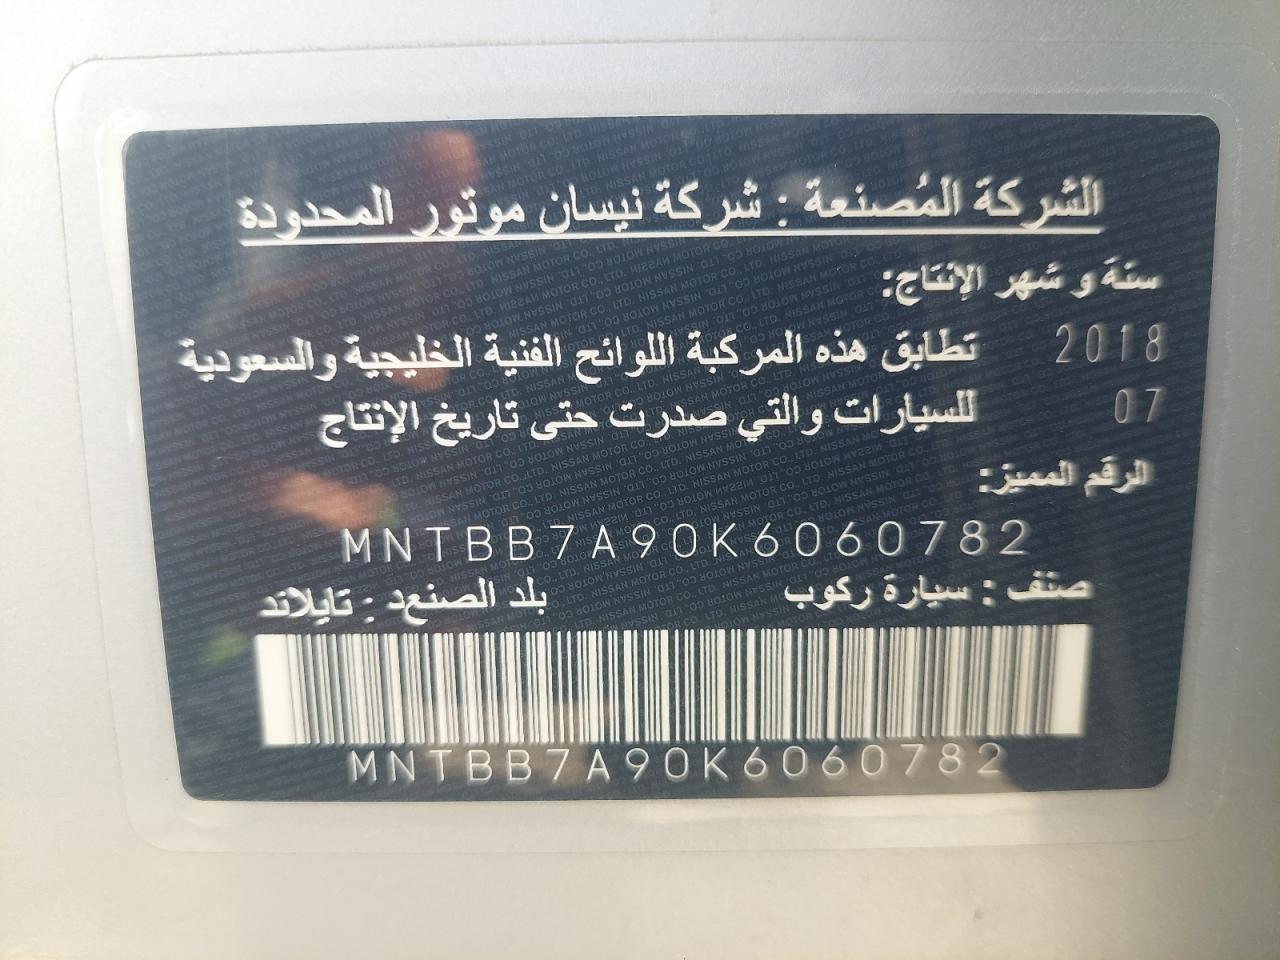 الشركة المُصنعة : شركة نيسان موتور المحدودة
سنة و شهر الإنتاج:
2018 تطابق هذه المركبة اللوائح الفنية الخليجية والسعودية
07 للسيارات والتي صدرت حتى تاريخ الإنتاج
الرقم المميز:
MNTBB7A90K6060782
صنف : سيارة ركوب بلد الصنع : تايلاند
MNTBB7A90K6060782